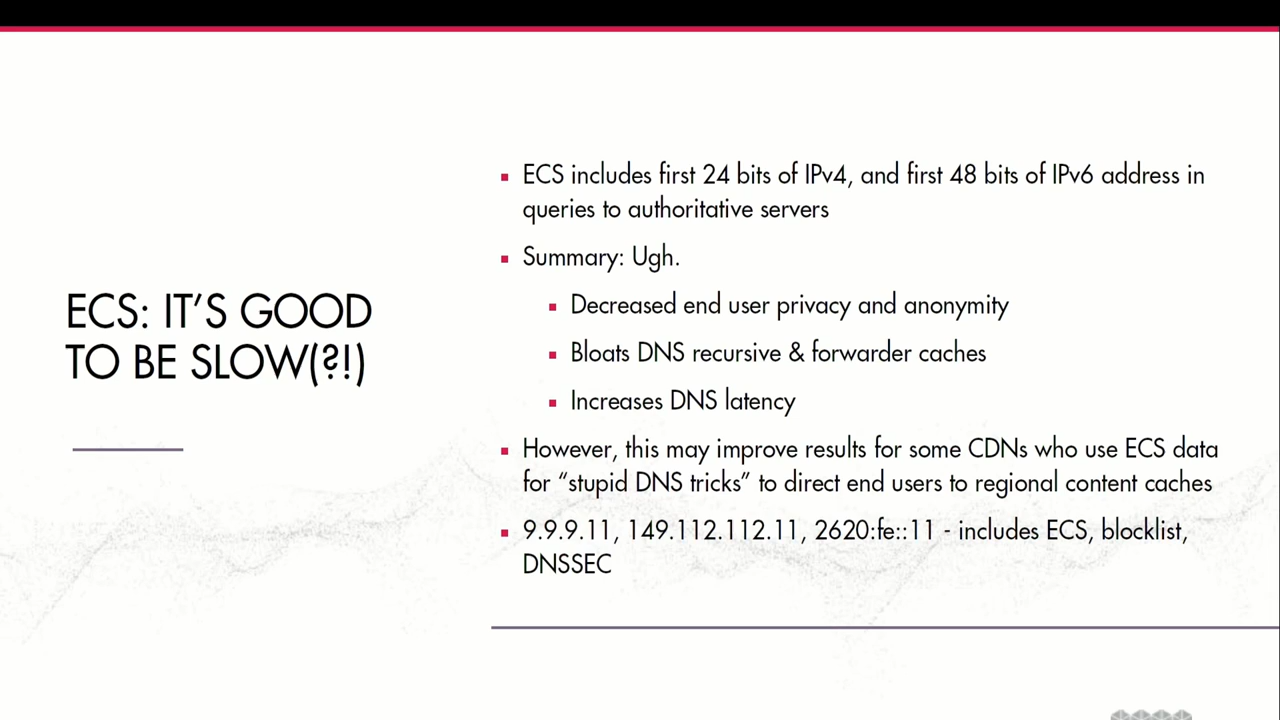 ECS: IT’S GOOD
TO BE SLOW(?!)
ECS includes first 24 bits of IPv4, and first 48 bits of IPv6 address in
queries to authoritative servers
Summary: Ugh.
Decreased end user privacy and anonymity
Bloats DNS recursive & forwarder caches
Increases DNS latency
However, this may improve results for some CDNs who use ECS data
for “stupid DNS tricks” to direct end users to regional content caches
9.9.9.11, 149.112.112.11, 2620:fe::11 - includes ECS, blocklist,
DNSSEC